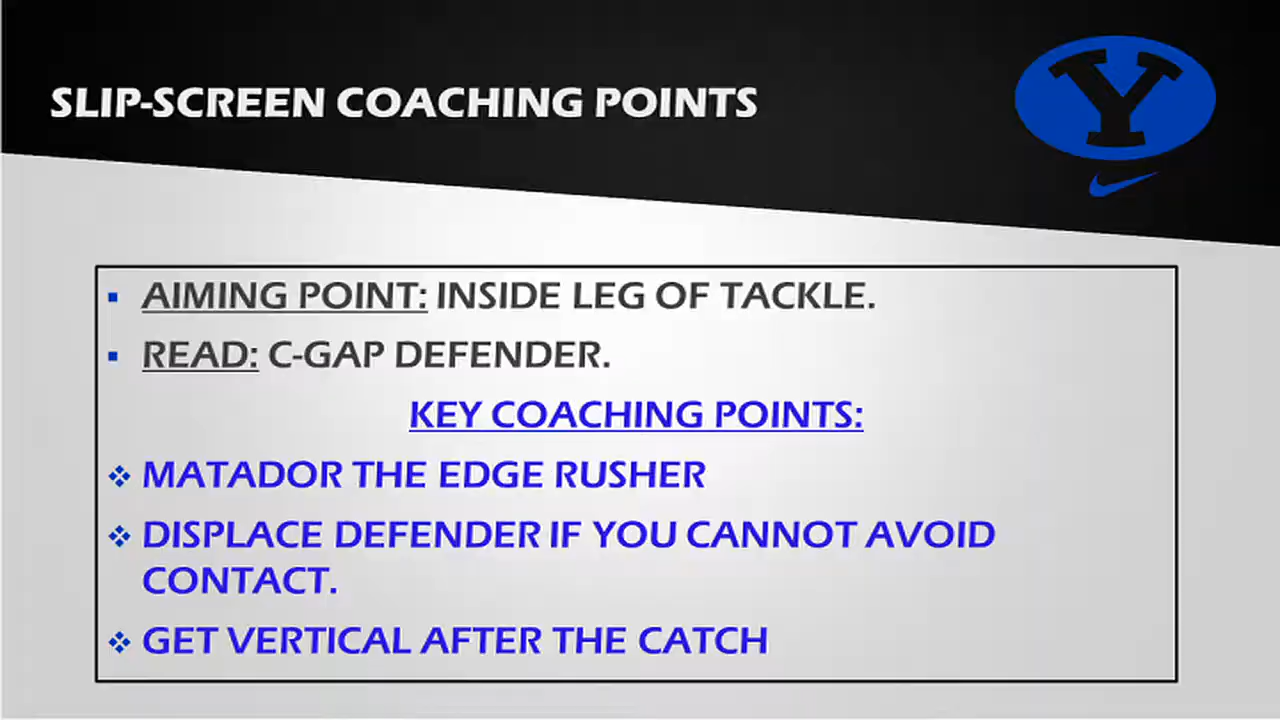 SLIP-SCREEN COACHING POINTS
Y
AIMING POINT: INSIDE LEG OF TACKLE.
READ: C-GAP DEFENDER.
KEY COACHING POINTS:
MATADOR THE EDGE RUSHER
DISPLACE DEFENDER IF YOU CANNOT AVOID
CONTACT.
GET VERTICAL AFTER THE CATCH